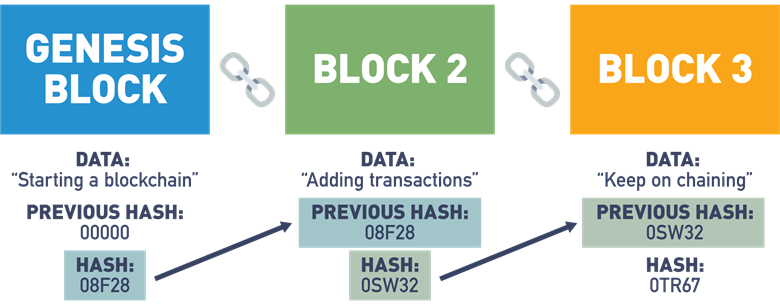 GENESIS
BLOCK
DATA:
“Starting a blockchain”
PREVIOUS HASH:
00000
HASH:
08F28
BLOCK 2
DATA:
“Adding transactions”
PREVIOUS HASH:
08F28
HASH:
0SW32
BLOCK 3
DATA:
“Keep on chaining”
PREVIOUS HASH:
0SW32
HASH:
0TR67